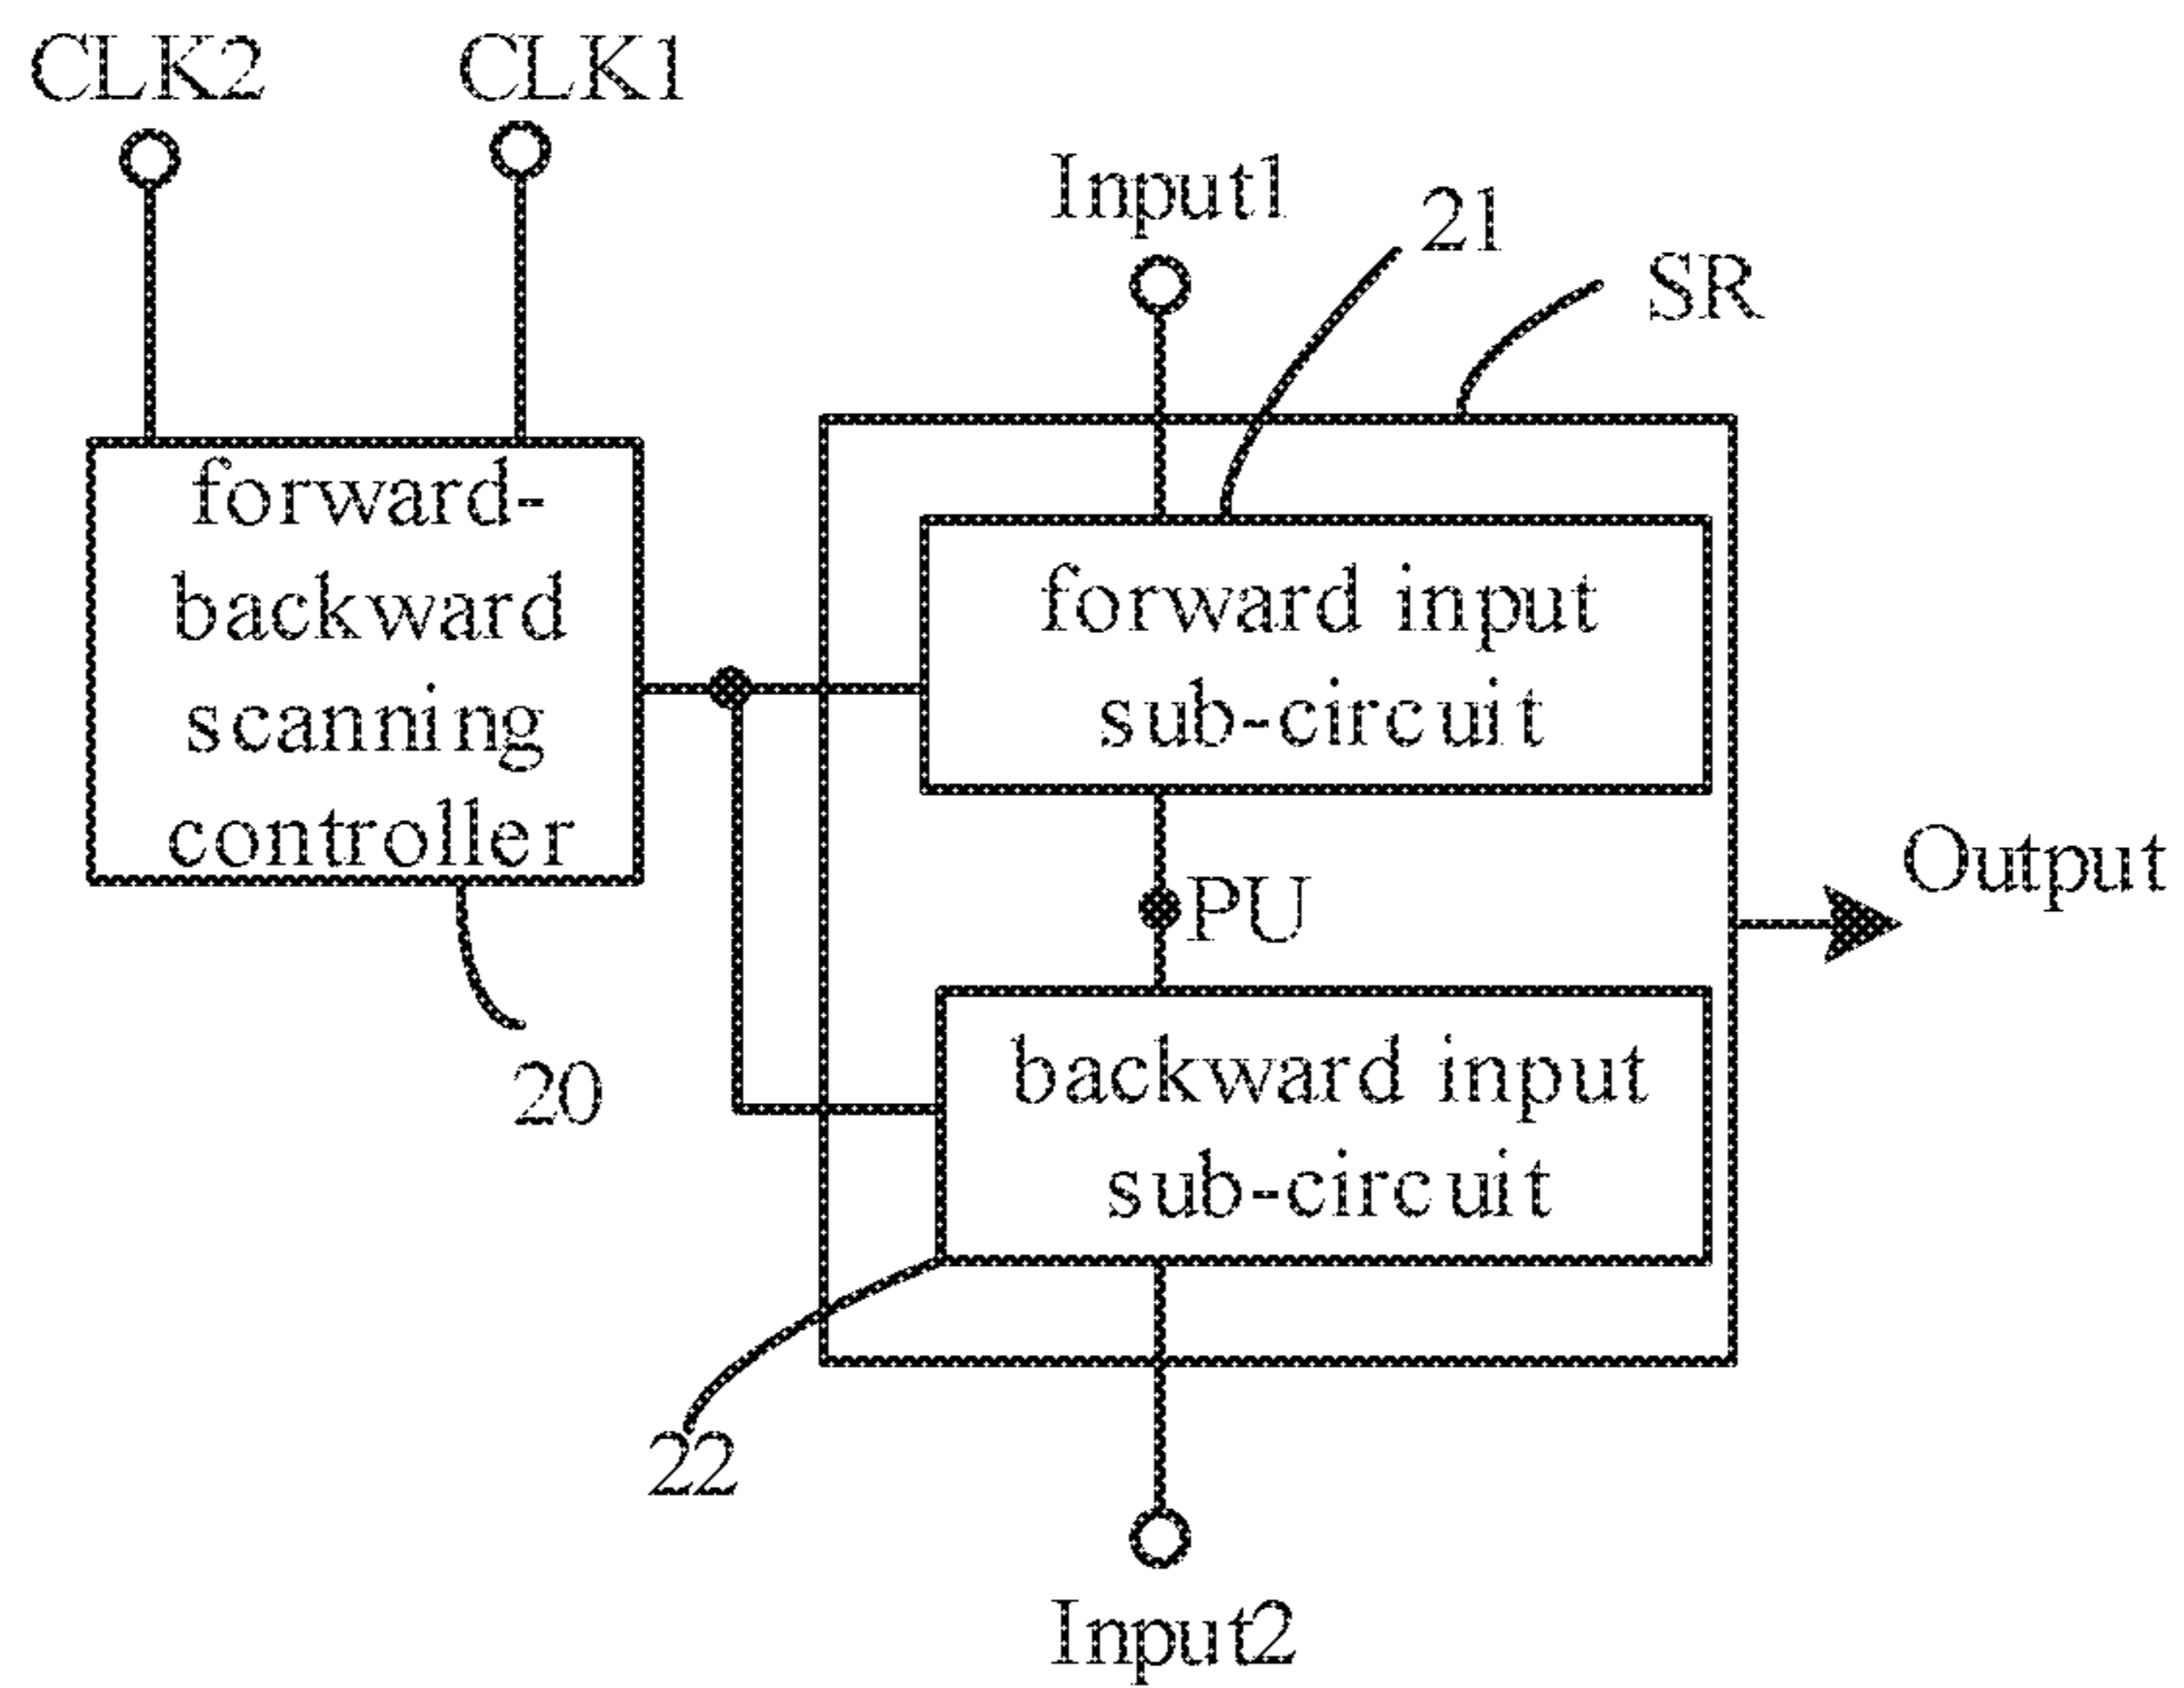 CLK2
CLK1
Input1
21
SR
forward-
backward
scanning
controller
forward input
sub-circuit
PU
Output
20
backward input
sub-circuit
22
Input2